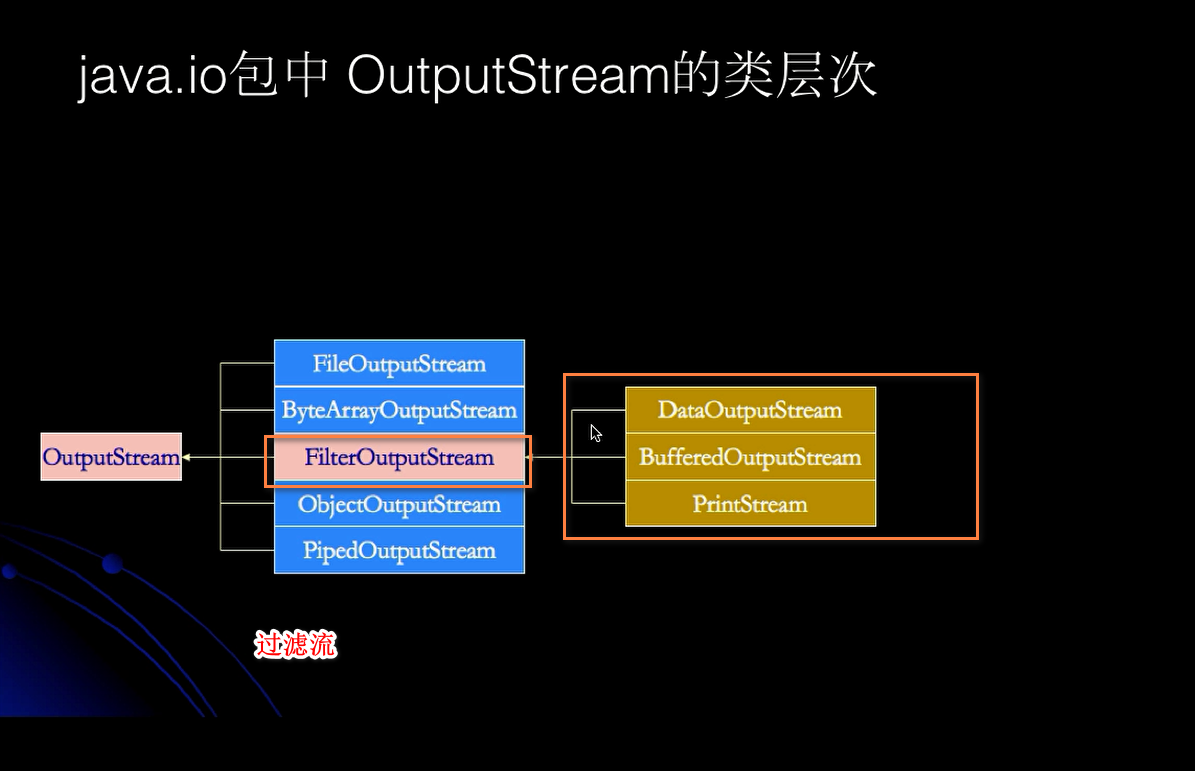 java.io包中 OutputStream的类层次
FileOutputStream
ByteArrayOutputStream
OutputStream
FilterOutputStream
ObjectOutputStream
PipedOutputStream
DataOutputStream
BufferedOutputStream
PrintStream
过滤流